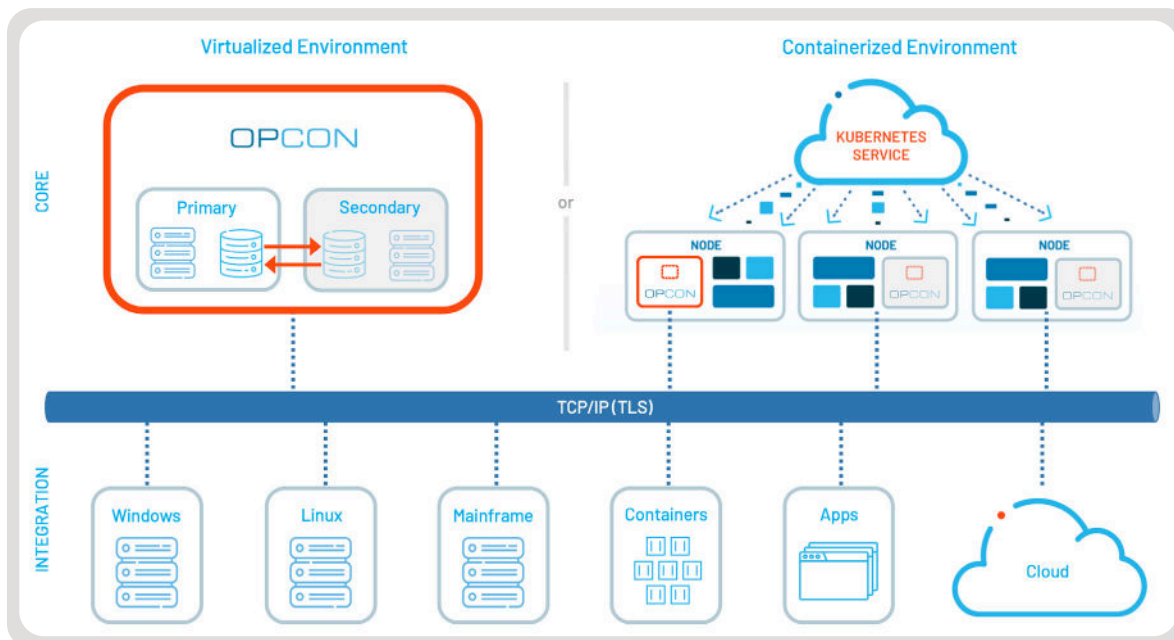 Virtualized Environment
Containerized Environment
CORE
OPCON
Primary
Secondary
or
KUBERNETES
SERVICE
NODE
OPCON
NODE
OPCON
NODE
OPCON
TCP/IP(TLS)
INTEGRATION
Windows
Linux
Mainframe
Containers
Apps
Cloud